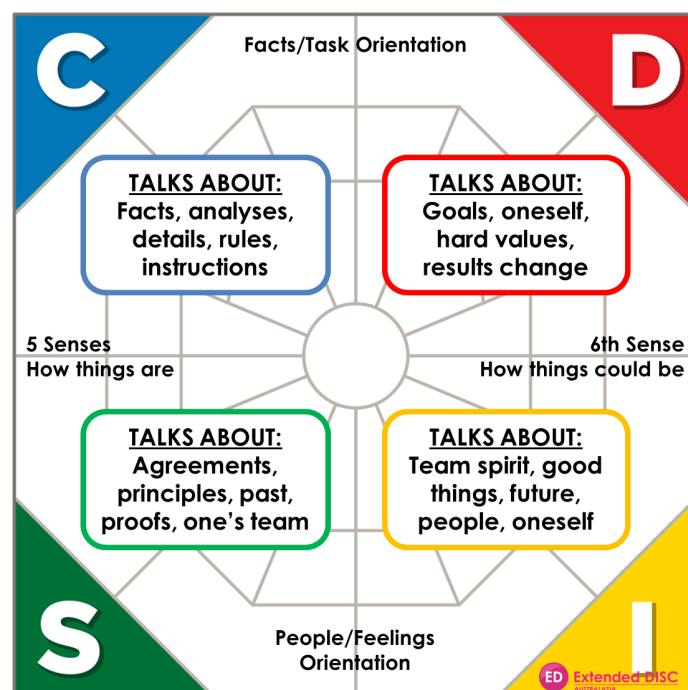 C
D
Facts/Task Orientation
TALKS ABOUT:
Facts, analyses,
details, rules,
instructions
TALKS ABOUT:
Goals, oneself,
hard values,
results change
5 Senses
How things are
6th Sense
How things could be
TALKS ABOUT:
Agreements,
principles, past,
proofs, one's team
TALKS ABOUT:
Team spirit, good
things, future,
people, oneself
S
People/Feelings
Orientation
I
ED Extended DISC
AUSTRALASIA